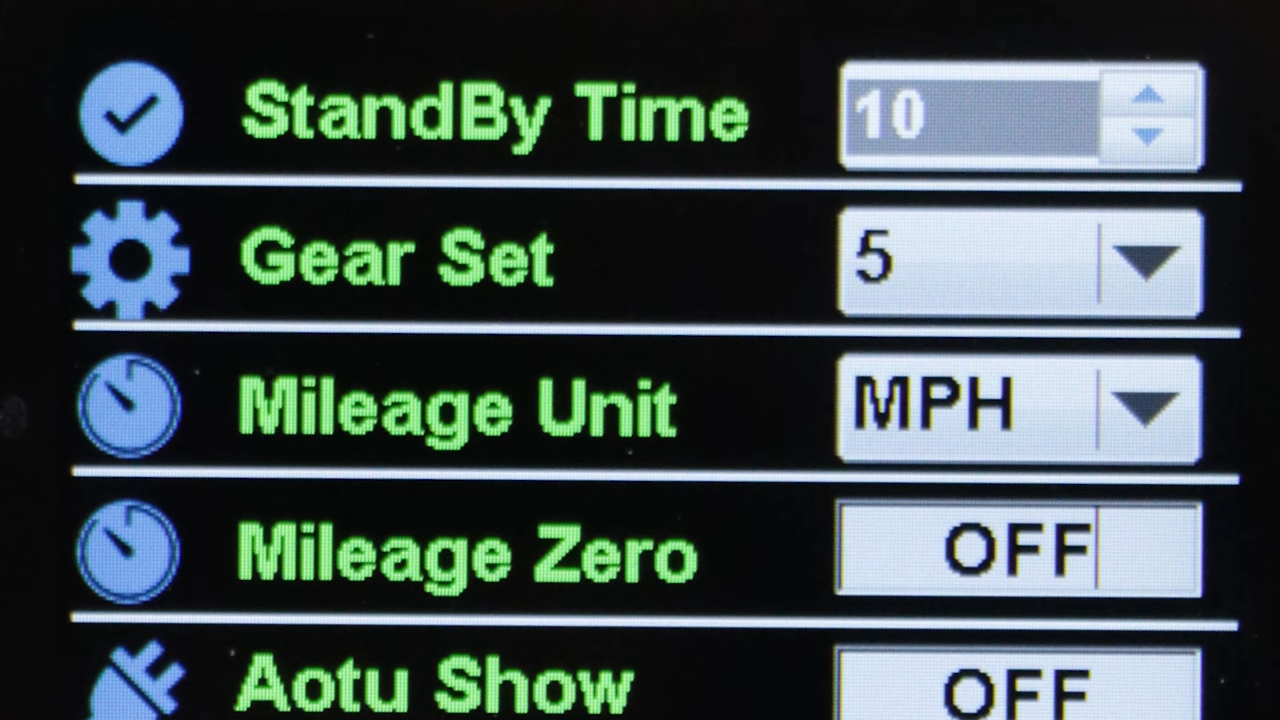 StandBy Time 10
Gear Set 5
Mileage Unit MPH
Mileage Zero OFF
Aotu Show OFF